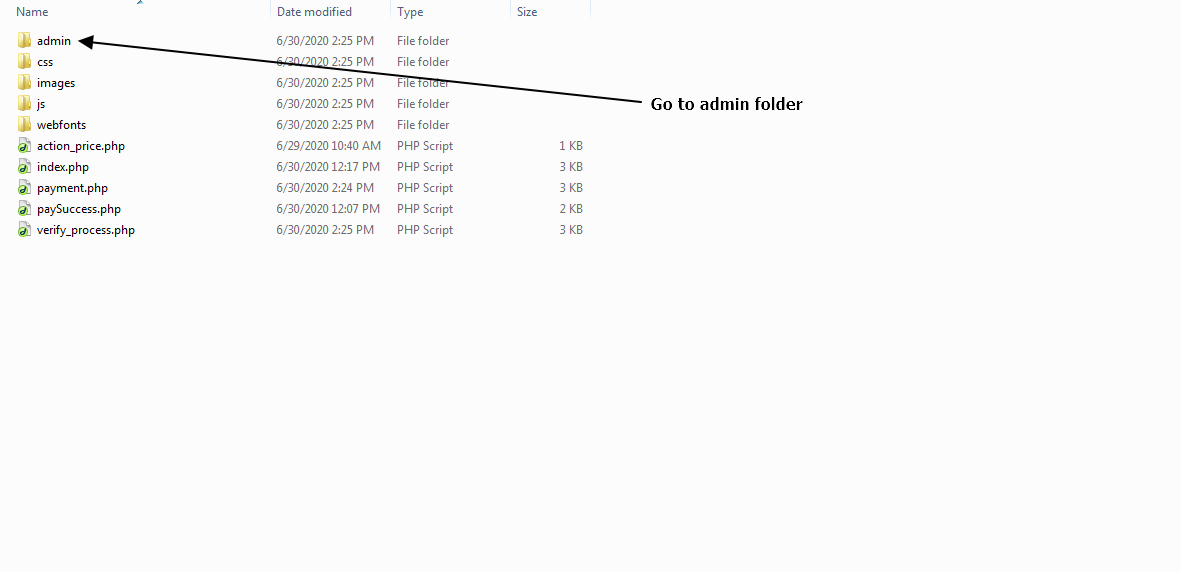 Name Date modified Type Size
admin 6/30/2020 2:25 PM File folder
css 6/30/2020 2:25 PM File folder
images 6/30/2020 2:25 PM File folder
js 6/30/2020 2:25 PM File folder
Go to admin folder
webfonts 6/30/2020 2:25 PM File folder
action_price.php 6/29/2020 10:40 AM PHP Script 1 KB
index.php 6/30/2020 12:17 PM PHP Script 3 KB
payment.php 6/30/2020 2:24 PM PHP Script 3 KB
paySuccess.php 6/30/2020 12:07 PM PHP Script 2 KB
verify_process.php 6/30/2020 2:25 PM PHP Script 3 KB